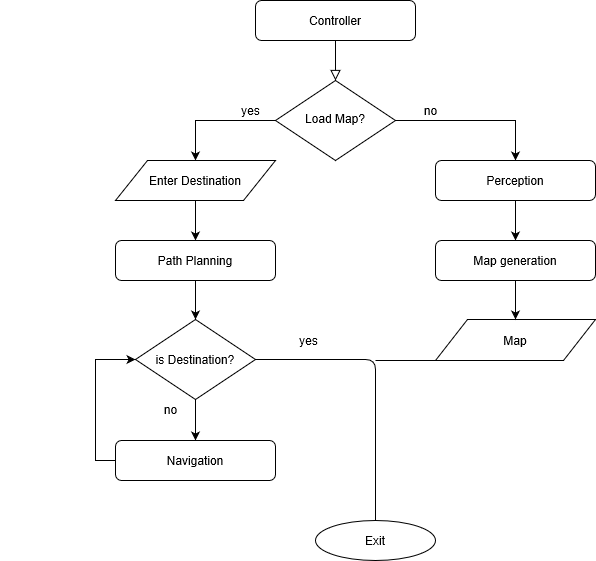 Controller
Load Map?
yes
no
Enter Destination
Perception
Path Planning
Map generation
is Destination?
yes
Map
no
Navigation
Exit